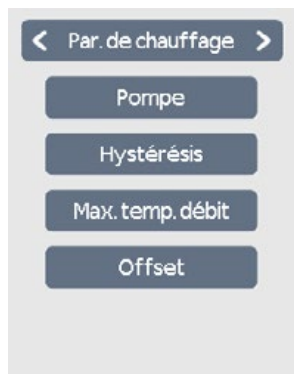 < Par. de chauffage >
Pompe
Hystérésis
Max. temp. débit
Offset